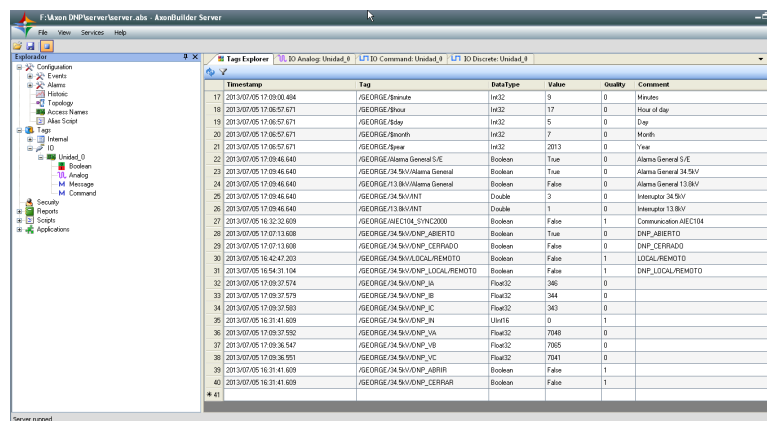 F:\Axon DNP\server\server.abs - AxonBuilder Server
File View Services Help
Explorador
Configuration
Events
Alarms
Historic
Topology
Access Names
Alias Script
Tags
Internal
IO
Unidad_0
Boolean
Analog
Message
Command
Security
Reports
Scripts
Applications
Tags Explorer IO Analog: Unidad_0 IO Command: Unidad_0 IO Discrete: Unidad_0
Timestamp Tag DataType Value Quality Comment
17 2013/07/05 17:09:00.484 /GEORGE/$minute Int32 9 0 Minutes
18 2013/07/05 17:06:57.671 /GEORGE/$hour Int32 17 0 Hour of day
19 2013/07/05 17:06:57.671 /GEORGE/$day Int32 5 0 Day
20 2013/07/05 17:06:57.671 /GEORGE/$month Int32 7 0 Month
21 2013/07/05 17:06:57.671 /GEORGE/$year Int32 2013 0 Year
22 2013/07/05 17:09:46.640 /GEORGE/Alarma General S/E Boolean True 0 Alarma General S/E
23 2013/07/05 17:09:46.640 /GEORGE/34.5kV/Alarma General Boolean True 0 Alarma General 34.5kV
24 2013/07/05 17:09:46.640 /GEORGE/13.8kV/Alarma General Boolean False 0 Alarma General 13.8kV
25 2013/07/05 17:09:46.640 /GEORGE/34.5kV/INT Double 3 0 Interruptor 34.5kV
26 2013/07/05 17:09:46.640 /GEORGE/13.8kV/INT Double 1 0 Interruptor 13.8kV
27 2013/07/05 16:32:32.609 /GEORGE/AIEC104_SYNC2000 Boolean False 1 Communication AIEC104
28 2013/07/05 17:07:13.608 /GEORGE/34.5kV/DNP_ABIERTO Boolean True 0 DNP_ABIERTO
29 2013/07/05 17:07:13.608 /GEORGE/34.5kV/DNP_CERRADO Boolean False 0 DNP_CERRADO
30 2013/07/05 16:42:47.203 /GEORGE/34.5kV/LOCAL/REMOTO Boolean False 1 LOCAL/REMOTO
31 2013/07/05 16:54:31.104 /GEORGE/34.5kV/DNP_LOCAL/REMOTO Boolean False 1 DNP_LOCAL/REMOTO
32 2013/07/05 17:09:37.574 /GEORGE/34.5kV/DNP_IA Float32 346 0
33 2013/07/05 17:09:37.579 /GEORGE/34.5kV/DNP_IB Float32 344 0
34 2013/07/05 17:09:37.583 /GEORGE/34.5kV/DNP_IC Float32 343 0
35 2013/07/05 16:31:41.609 /GEORGE/34.5kV/DNP_IN UInt16 0 1
36 2013/07/05 17:09:37.592 /GEORGE/34.5kV/DNP_VA Float32 7048 0
37 2013/07/05 17:09:36.547 /GEORGE/34.5kV/DNP_VB Float32 7065 0
38 2013/07/05 17:09:36.551 /GEORGE/34.5kV/DNP_VC Float32 7041 0
39 2013/07/05 16:31:41.609 /GEORGE/34.5kV/DNP_ABRIR Boolean False 1
40 2013/07/05 16:31:41.609 /GEORGE/34.5kV/DNP_CERRAR Boolean False 1
* 41
Server runned